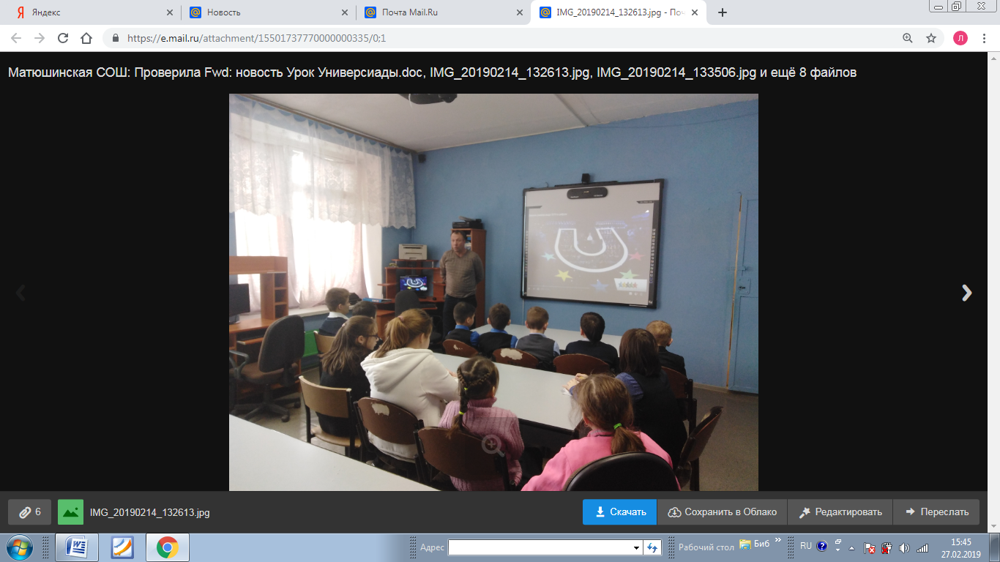 Яндекс
Новость
Почта Mail.Ru
IMG_20190214_132613.jpg - Поч
https://e.mail.ru/attachment/15501737770000000335/0;1
Л
Матюшинская СОШ: Проверила Fwd: новость Урок Универсиады.doc, IMG_20190214_132613.jpg, IMG_20190214_133506.jpg и ещё 8 файлов
6
IMG_20190214_132613.jpg
Скачать
Сохранить в Облако
Редактировать
Переслать
Адрес
Рабочий стол
Биб
RU
15:45
27.02.2019